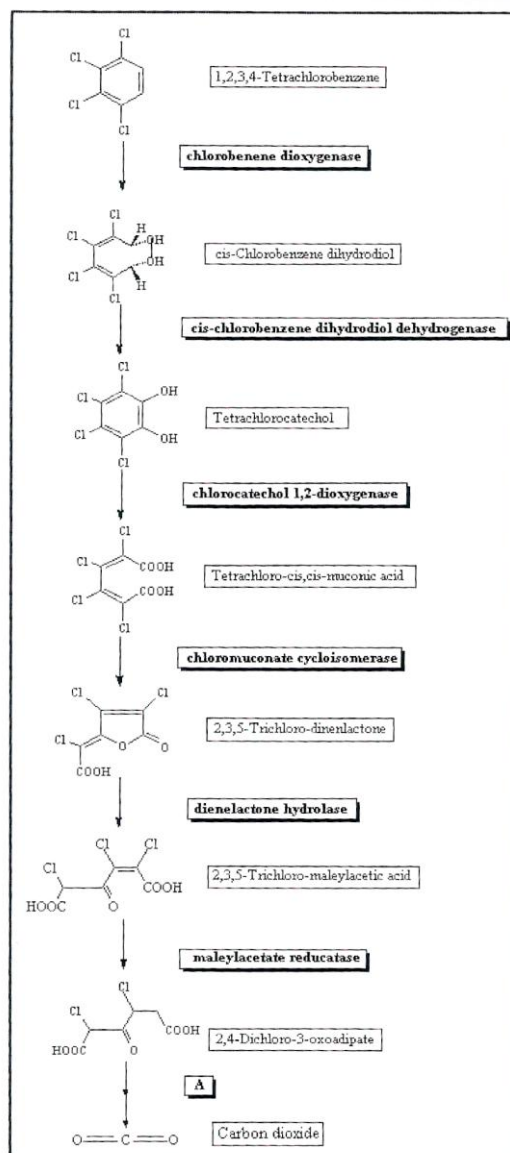 Cl
Cl
Cl
Cl
1,2,3,4-Tetrachlorobenzene
chlorobenene dioxygenase
Cl
H
Cl
OH
Cl
OH
Cl
H
cis-Chlorobenzene dihydrodiol
cis-chlorobenzene dihydrodiol dehydrogenase
Cl
Cl
OH
Cl
OH
Cl
Tetrachlorocatechol
chlorocatechol 1,2-dioxygenase
Cl
Cl
COOH
Cl
COOH
Cl
Tetrachloro-cis,cis-muconic acid
chloromuconate cycloisomerase
Cl
Cl
Cl
O
O
COOH
2,3,5-Trichloro-dinenlactone
dienelactone hydrolase
Cl
Cl
Cl
COOH
HOOC
O
2,3,5-Trichloro-maleylacetic acid
maleylacetate reducatase
Cl
Cl
COOH
HOOC
O
2,4-Dichloro-3-oxoadipate
A
O C O
Carbon dioxide